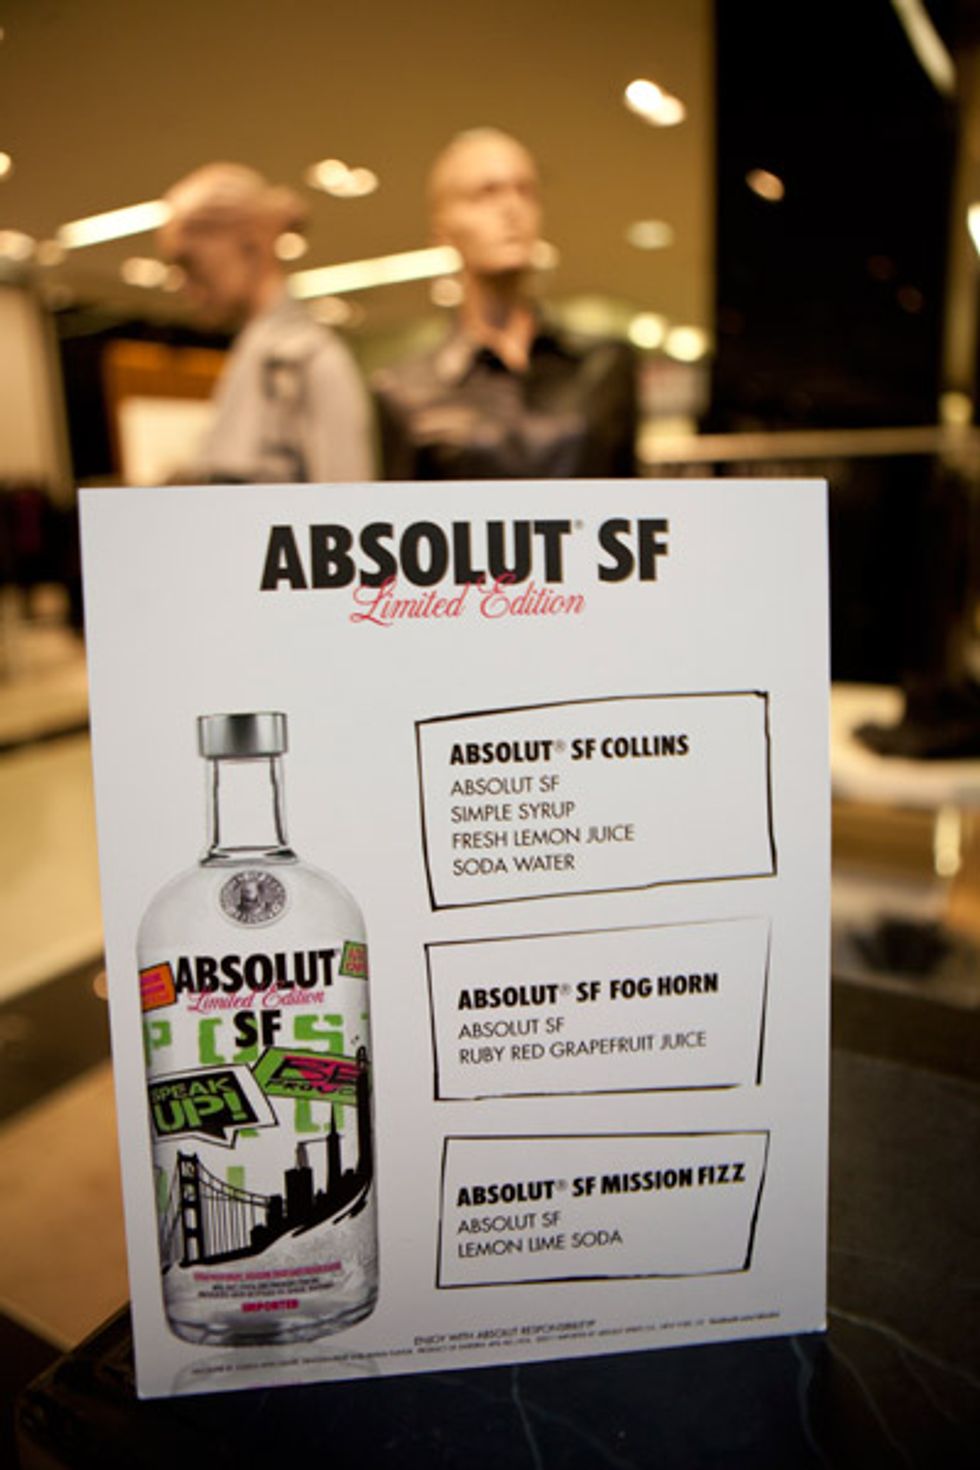 ABSOLUT® SF
Limited Edition
ABSOLUT® SF COLLINS
ABSOLUT SF
SIMPLE SYRUP
FRESH LEMON JUICE
SODA WATER
ABSOLUT® SF FOG HORN
ABSOLUT SF
RUBY RED GRAPEFRUIT JUICE
ABSOLUT® SF MISSION FIZZ
ABSOLUT SF
LEMON LIME SODA
ABSOLUT
Limited Edition
SF
SPEAK
UP!
BE
PROUD
IMPORTED
ENJOY WITH ABSOLUT RESPONSIBILITY®